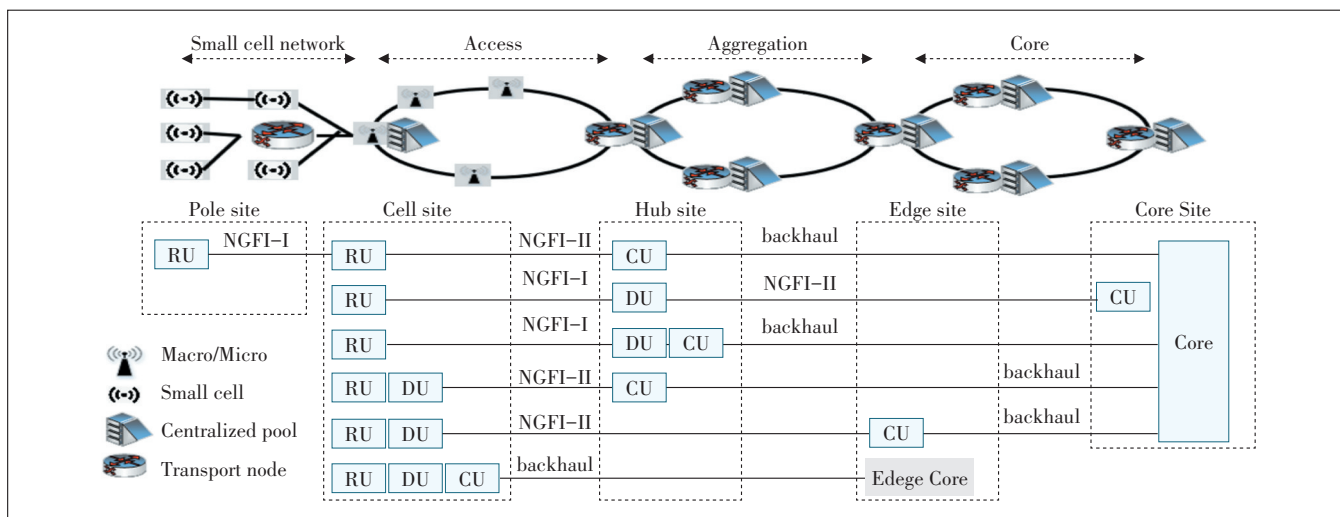 Small cell network Access Aggregation Core
Pole site Cell site Hub site Edge site Core Site
RU NGFI-I RU NGFI-II CU backhaul
RU NGFI-I DU NGFI-II CU
RU NGFI-I DU CU backhaul
Core
RU DU NGFI-II CU backhaul
RU DU NGFI-II CU backhaul
RU DU CU backhaul Edege Core
Macro/Micro
Small cell
Centralized pool
Transport node